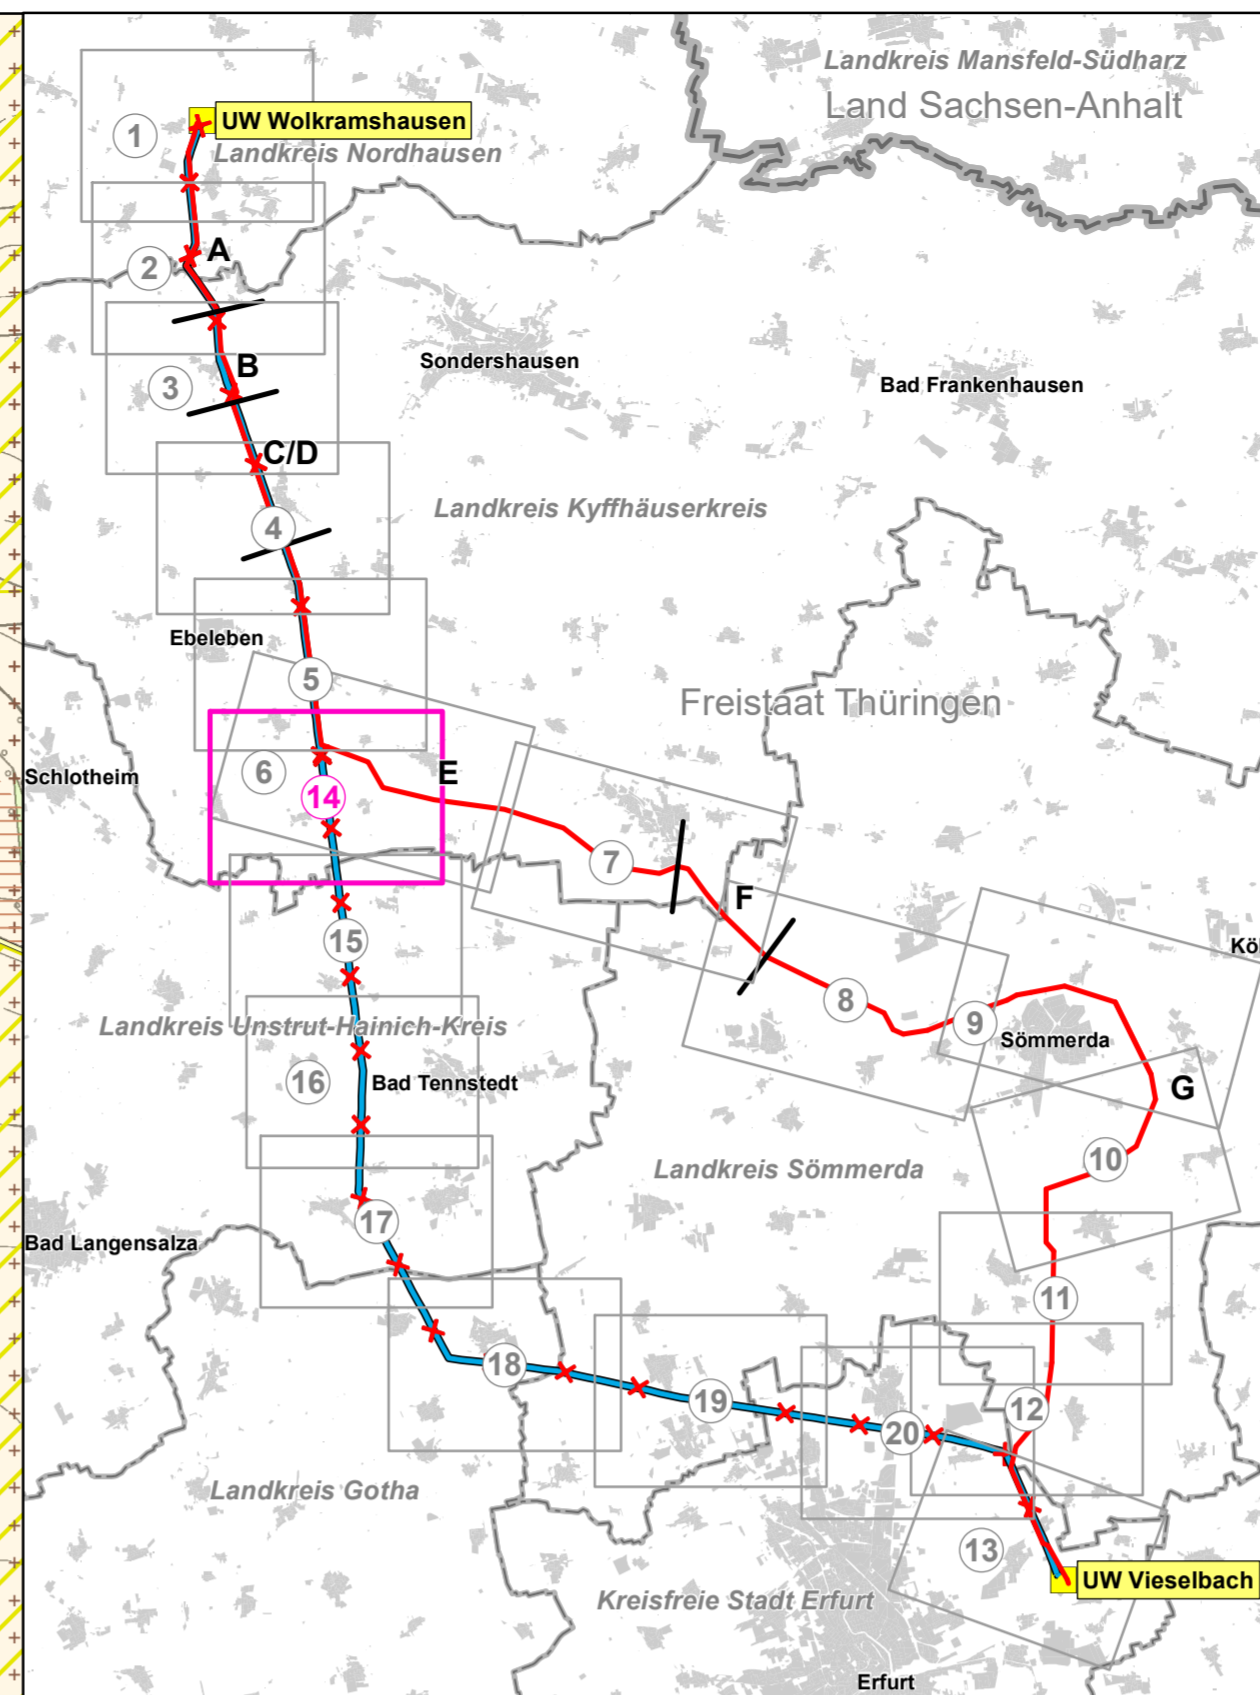 Landkreis Mansfeld-Südharz
Land Sachsen-Anhalt
UW Wolkramshausen
1
Landkreis Nordhausen
A
2
B
3
Sondershausen
Bad Frankenhausen
C/D
4
Landkreis Kyffhäuserkreis
Ebeleben
5
Freistaat Thüringen
Schlotheim
6
E
14
7
F
15
8
Kö
9
Landkreis Unstrut-Hainich-Kreis
Sömmerda
16
Bad Tennstedt
G
10
Landkreis Sömmerda
17
Bad Langensalza
11
18
19
12
20
Landkreis Gotha
13
UW Vieselbach
Kreisfreie Stadt Erfurt
Erfurt